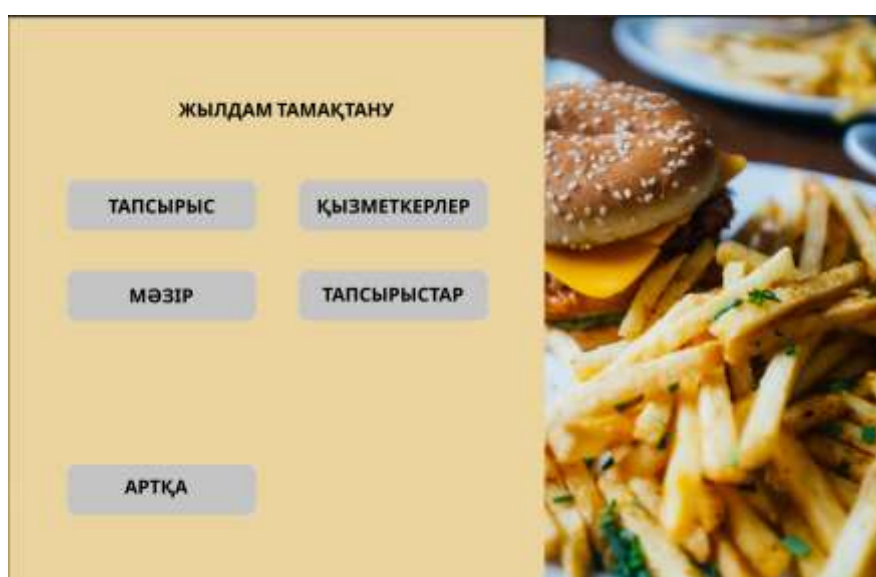 ЖЫЛДАМ ТАМАҚТАНУ
ТАПСЫРЫС
ҚЫЗМЕТКЕРЛЕР
МӘЗІР
ТАПСЫРЫСТАР
АРТҚА